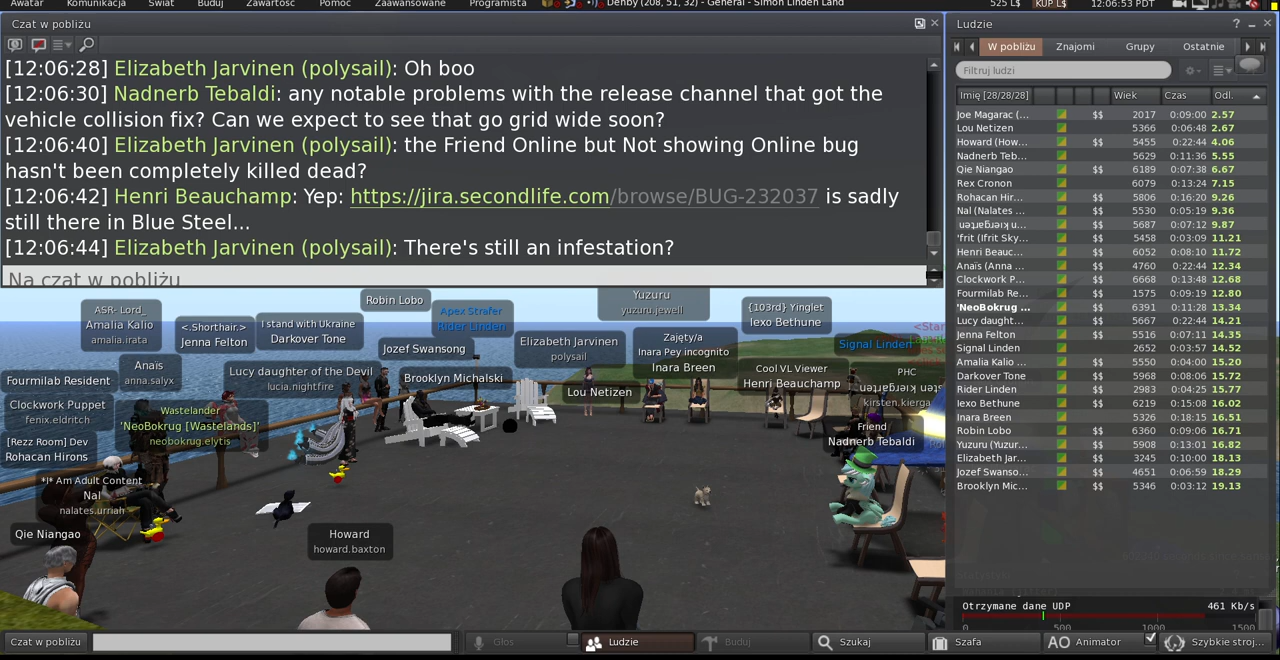 Awatar Komunikacja Świat Buduj Zawartość Pomoc Zaawansowane Programista Denby (208, 51, 32) - General - Simon Linden Land 525 L$ KUP L$ 12:06:53 PDT
Czat w pobliżu
[12:06:28] Elizabeth Jarvinen (polysail): Oh boo
[12:06:30] Nadnerb Tebaldi: any notable problems with the release channel that got the
vehicle collision fix? Can we expect to see that go grid wide soon?
[12:06:40] Elizabeth Jarvinen (polysail): the Friend Online but Not showing Online bug
hasn't been completely killed dead?
[12:06:42] Henri Beauchamp: Yep: https://jira.secondlife.com/browse/BUG-232037 is sadly
still there in Blue Steel...
[12:06:44] Elizabeth Jarvinen (polysail): There's still an infestation?
Na czat w pobliżu
Robin Lobo
Yuzuru
yuzuru.jewell
ASR- Lord_
Amalia Kalio
amalia.irata
<.Shorthair.>
Jenna Felton
I stand with Ukraine
Darkover Tone
Apex Strafer
Rider Linden
{103rd} Yinglet
Iexo Bethune
Jozef Swansong
Elizabeth Jarvinen
polysail
Zajęty/a
Inara Pey incognito
Inara Breen
Signal Linden
Anaïs
anna.salyx
Fourmilab Resident
Lucy daughter of the Devil
lucia.nightfire
Brooklyn Michalski
Lou Netizen
Cool VL Viewer
Henri Beauchamp
PHC
kirsten.kierga
Clockwork Puppet
fenix.eldritch
Wastelander
'NeoBokrug [Wastelands]'
neobokrug.elytis
[Rezz Room] Dev
Rohacan Hirons
Friend
Nadnerb Tebaldi
*I* Am Adult Content
Nal
nalates.urriah
Qie Niangao
Howard
howard.baxton
Ludzie
W pobliżu Znajomi Grupy Ostatnie
Filtruj ludzi
Imię [28/28/28] Wiek Czas Odl.
Joe Magarac (... $$ 2017 0:09:00 2.57
Lou Netizen 5366 0:06:48 2.67
Howard (How... $$ 5455 0:22:44 4.06
Nadnerb Teb... 5629 0:11:36 5.55
Qie Niangao $$ 6189 0:07:38 6.67
Rex Cronon 6079 0:13:24 7.15
Rohacan Hir... $$ 5806 0:16:20 9.26
Nal (Nalates ... $$ 5530 0:05:19 9.36
$$ 5687 0:07:12 9.87
'frit (Ifrit Sky... $$ 5458 0:03:09 11.21
Henri Beauc... $$ 6052 0:08:10 11.72
Anaïs (Anna ... $$ 4760 0:22:44 12.34
Clockwork P... $$ 6668 0:13:48 12.68
Fourmilab Re... $$ 1575 0:09:19 12.80
'NeoBokrug ... $$ 6391 0:11:28 13.34
Lucy daught... $$ 5667 0:22:44 14.21
Jenna Felton $$ 5516 0:07:11 14.35
Signal Linden 2652 0:03:57 14.52
Amalia Kalio ... $$ 5550 0:04:00 15.20
Darkover Tone $$ 5968 0:08:06 15.72
Rider Linden $$ 2983 0:04:25 15.77
Iexo Bethune $$ 6219 0:15:08 16.02
Inara Breen 5326 0:18:15 16.51
Robin Lobo $$ 6360 0:09:06 16.71
Yuzuru (Yuzur... $$ 5908 0:13:01 16.82
Elizabeth Jar... $$ 3245 0:10:00 18.13
Jozef Swanso... $$ 4651 0:06:59 18.29
Brooklyn Mic... $$ 5346 0:03:12 19.13
Otrzymane dane UDP 461 Kb/s
0 500 1000 1500
Czat w pobliżu Głos Ludzie Buduj Szukaj Szafa AO Animator Szybkie stroj...